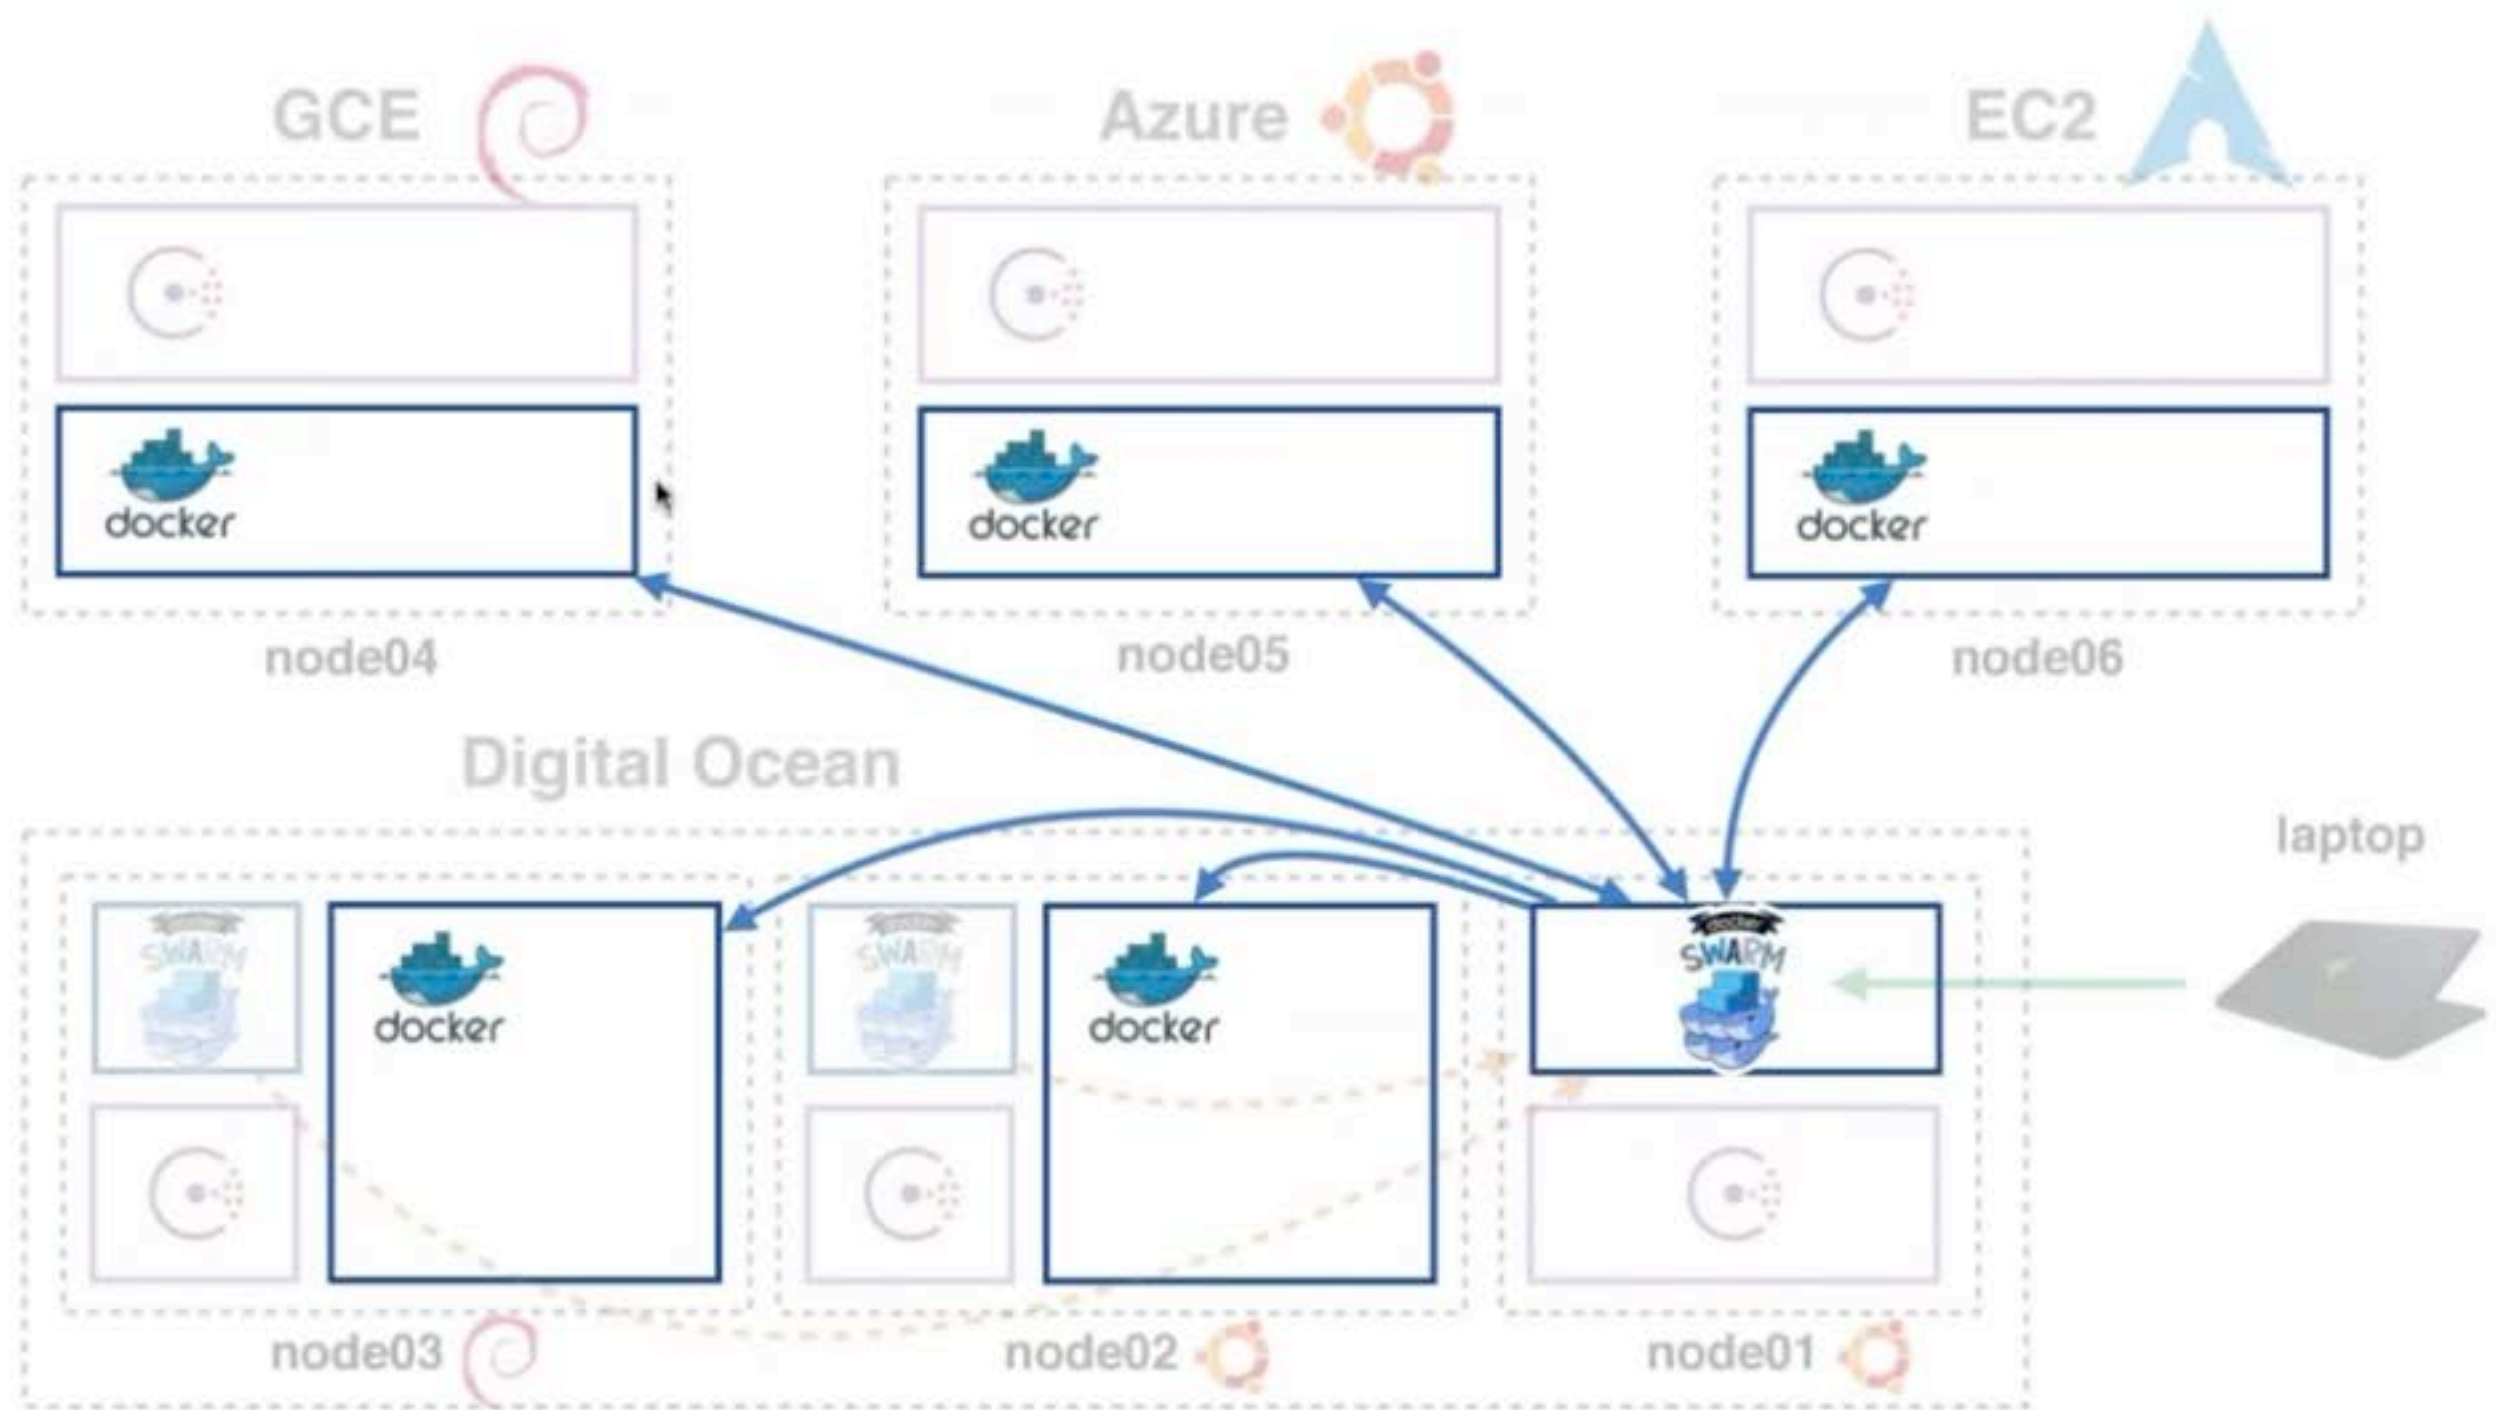 GCE
Azure
EC2
docker
docker
docker
node04
node05
node06
Digital Ocean
laptop
SWARM
docker
SWARM
docker
docker
SWARM
node03
node02
node01